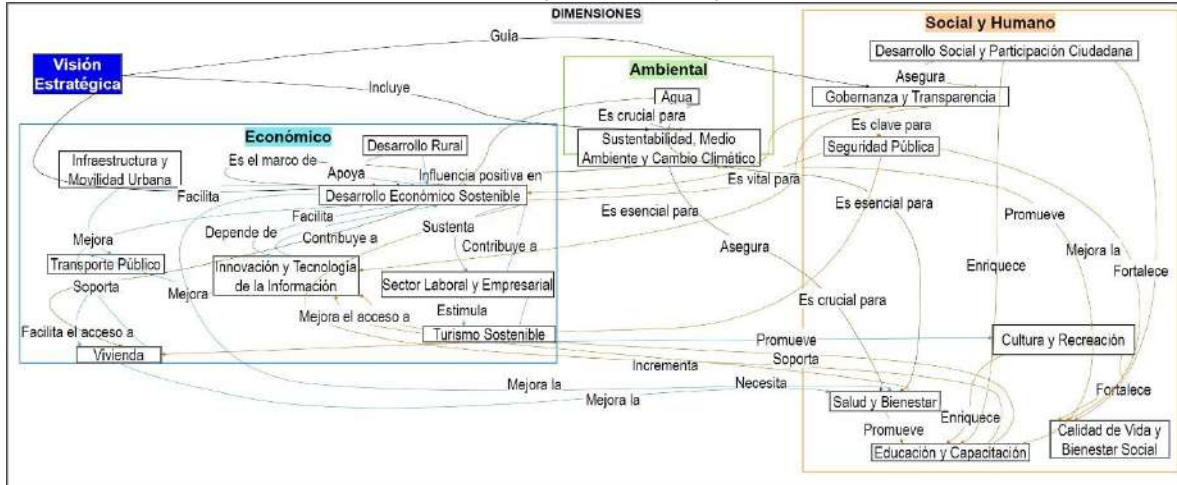 DIMENSIONES
Social y Humano
Guía
Desarrollo Social y Participación Ciudadana
Visión
Estratégica
Ambiental
Asegura
Incluye
Agua
Gobernanza y Transparencia
Es crucial para
Económico
Es clave para
Desarrollo Rural
Sustentabilidad, Medio
Ambiente y Cambio Climático
Seguridad Pública
Infraestructura y
Movilidad Urbana
Es el marco de
Apoya
Influencia positiva en
Es vital para
Facilita
Desarrollo Económico Sostenible
Es esencial para
Es esencial para
Facilita
Promueve
Depende de
Sustenta
Mejora
Contribuye a
Contribuye a
Asegura
Mejora la
Transporte Público
Innovación y Tecnología
de la Información
Enriquece
Fortalece
Soporta
Mejora
Sector Laboral y Empresarial
Es crucial para
Mejora el acceso a
Estimula
Facilita el acceso a
Turismo Sostenible
Promueve
Cultura y Recreación
Vivienda
Soporta
Incrementa
Mejora la
Necesita
Fortalece
Mejora la
Salud y Bienestar
Enriquece
Promueve
Calidad de Vida y
Bienestar Social
Educación y Capacitación